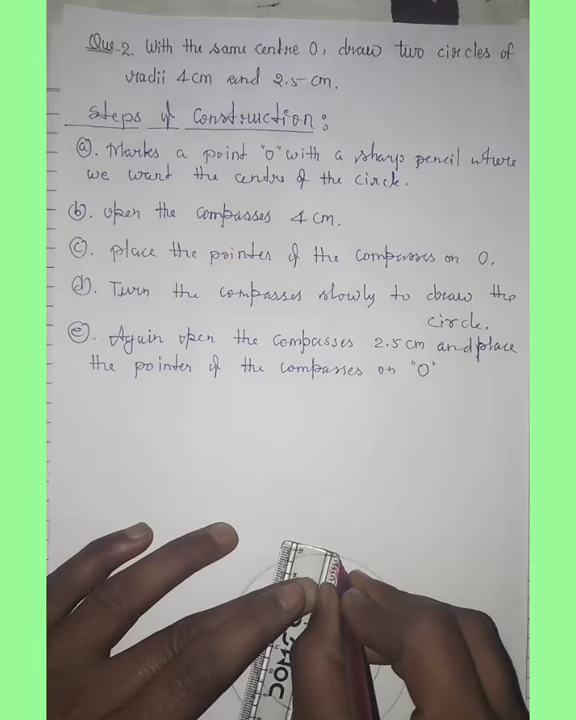 Que-2. With the same centre O, draw two circles of
radii 4cm and 2.5 cm.
Steps of Construction:
(a). Marks a point "O" with a sharp pencil where
we want the centre of the circle.
(b). Open the compasses 4 cm.
(c). Place the pointer of the compasses on O.
(d). Turn the compasses slowly to draw the
circle.
(e). Again open the compasses 2.5 cm and place
the pointer of the compasses on "O"
DOMS